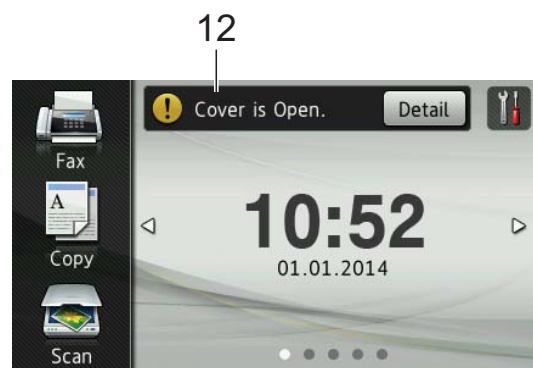 12
Cover is Open.
Detail
Fax
A
Copy
Scan
10:52
01.01.2014